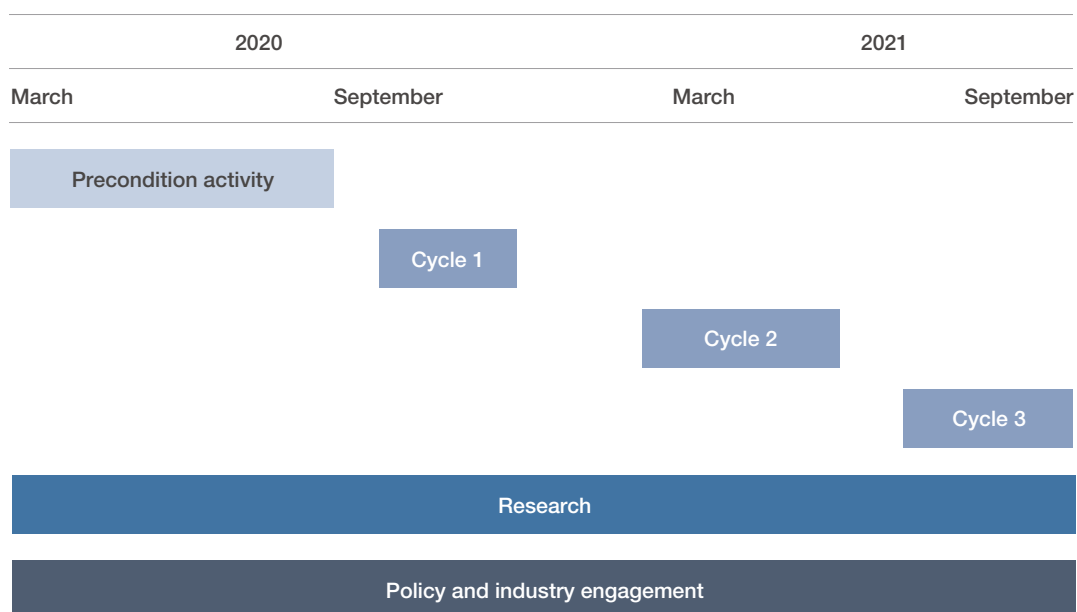 2020 2021
March September March September
Precondition activity
Cycle 1
Cycle 2
Cycle 3
Research
Policy and industry engagement